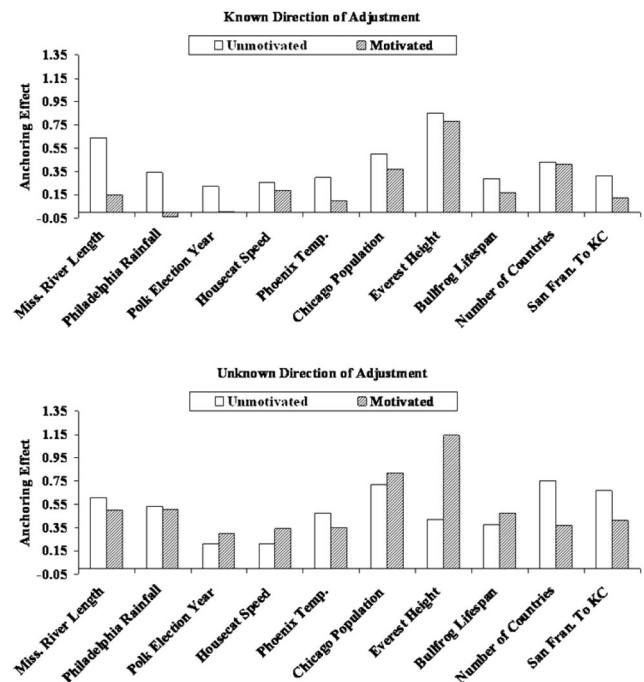 Known Direction of Adjustment
Unmotivated Motivated
Anchoring Effect
1.35
1.15
0.95
0.75
0.55
0.35
0.15
-0.05
Miss. River Length
Philadelphia Rainfall
Polk Election Year
Housecat Speed
Phoenix Temp.
Chicago Population
Everest Height
Bullfrog Lifespan
Number of Countries
San Fran. To KC
Unknown Direction of Adjustment
Unmotivated Motivated
Anchoring Effect
1.35
1.15
0.95
0.75
0.55
0.35
0.15
-0.05
Miss. River Length
Philadelphia Rainfall
Polk Election Year
Housecat Speed
Phoenix Temp.
Chicago Population
Everest Height
Bullfrog Lifespan
Number of Countries
San Fran. To KC